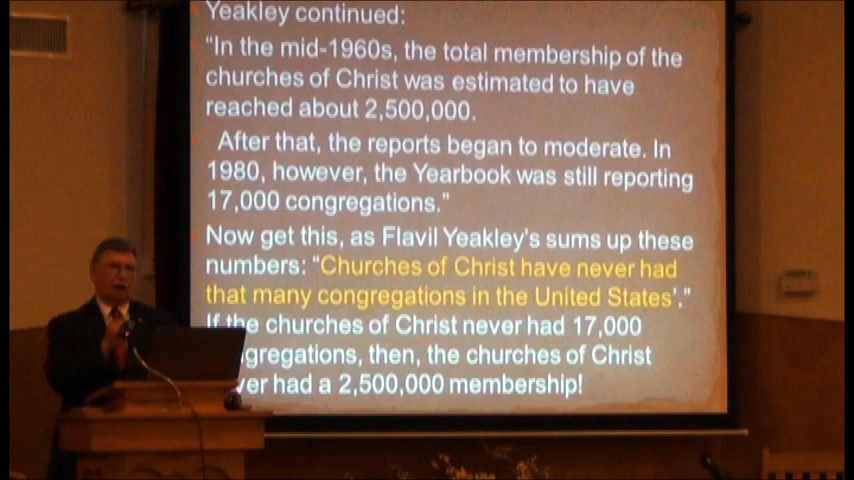 Yeakley continued:
“In the mid-1960s, the total membership of the
churches of Christ was estimated to have
reached about 2,500,000.
After that, the reports began to moderate. In
1980, however, the Yearbook was still reporting
17,000 congregations.”
Now get this, as Flavil Yeakley's sums up these
numbers: “Churches of Christ have never had
that many congregations in the United States’.”
If the churches of Christ never had 17,000
gregations, then, the churches of Christ
ver had a 2,500,000 membership!